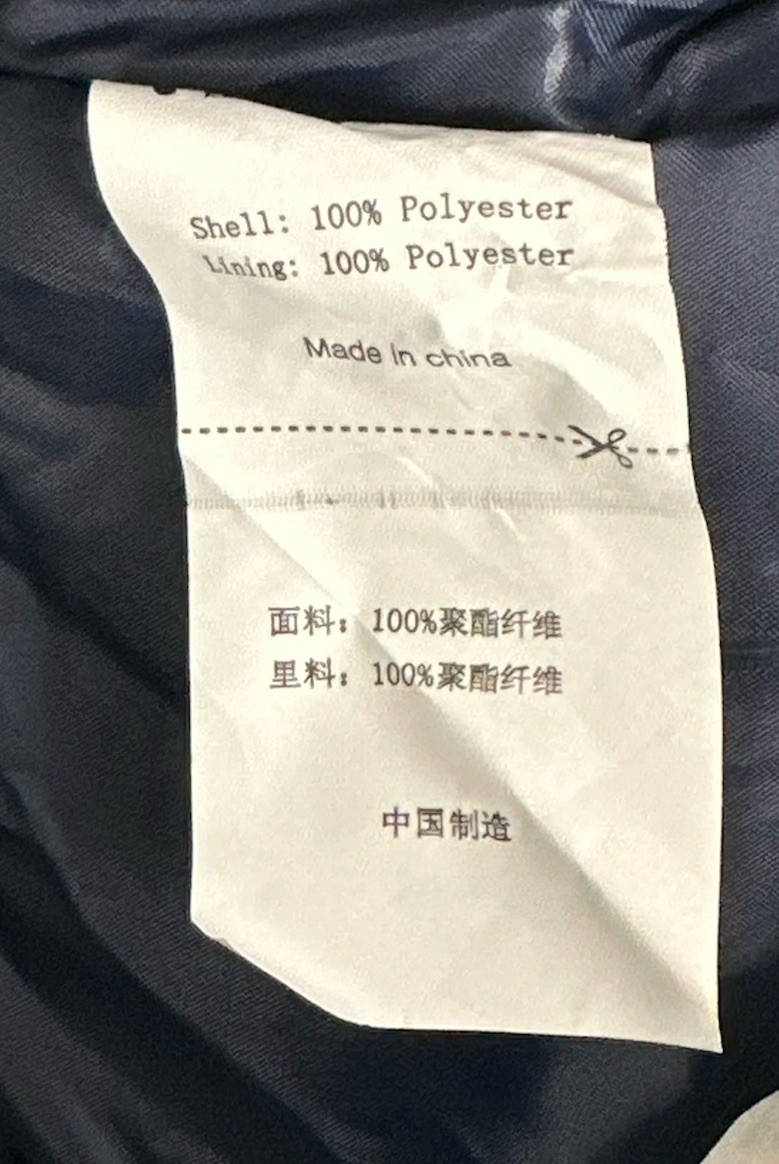 Shell: 100% Polyester
Lining: 100% Polyester
Made in china
面料：100%聚酯纤维
里料：100%聚酯纤维
中国制造